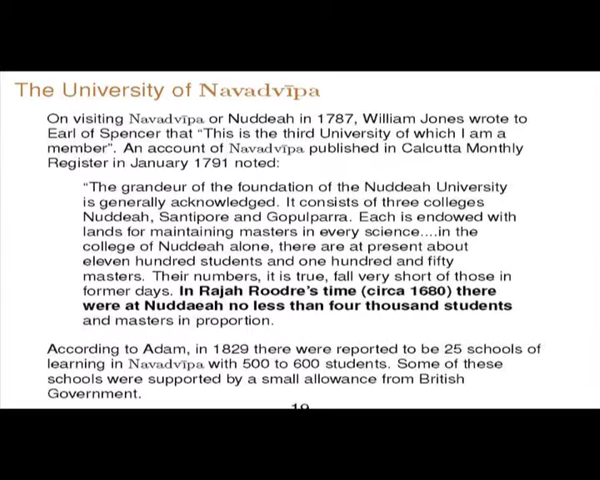 The University of Navadvīpa
On visiting Navadvīpa or Nuddeah in 1787, William Jones wrote to
Earl of Spencer that “This is the third University of which I am a
member”. An account of Navadvīpa published in Calcutta Monthly
Register in January 1791 noted:
“The grandeur of the foundation of the Nuddeah University
is generally acknowledged. It consists of three colleges
Nuddeah, Santipore and Gopulparra. Each is endowed with
lands for maintaining masters in every science....in the
college of Nuddeah alone, there are at present about
eleven hundred students and one hundred and fifty
masters. Their numbers, it is true, fall very short of those in
former days. In Rajah Roodre's time (circa 1680) there
were at Nuddaeah no less than four thousand students
and masters in proportion.
According to Adam, in 1829 there were reported to be 25 schools of
learning in Navadvīpa with 500 to 600 students. Some of these
schools were supported by a small allowance from British
Government.